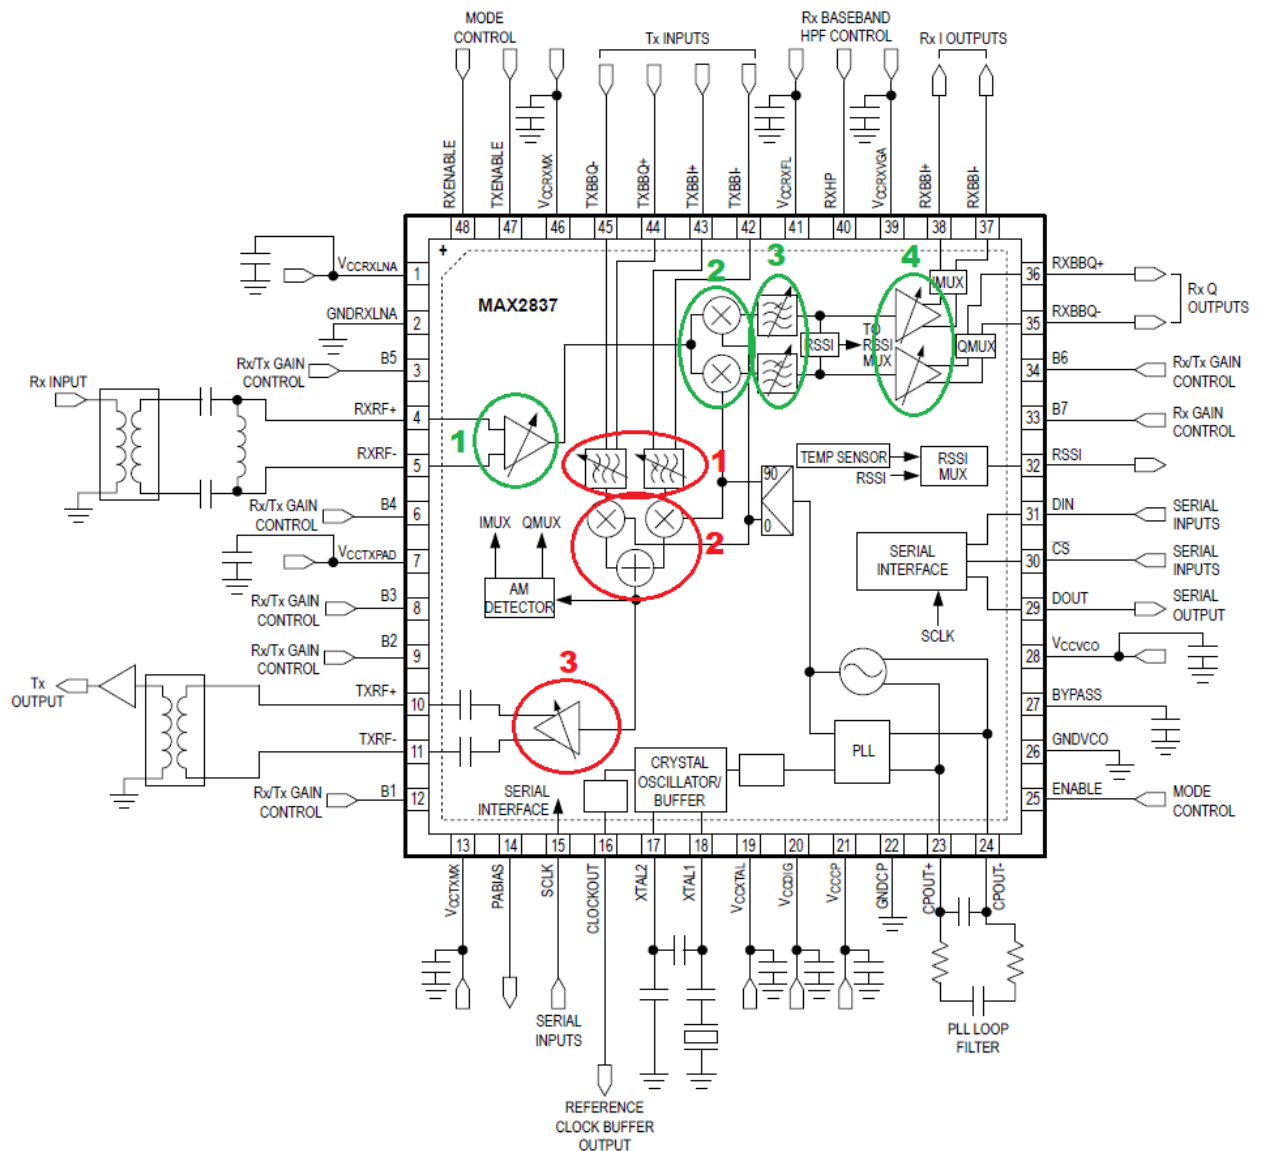 MODE
CONTROL
Tx INPUTS
Rx BASEBAND
HPF CONTROL
Rx I OUTPUTS
RXENABLE
TXENABLE
VCCRXMX
TXBBQ-
TXBBQ+
TXBBI+
TXBBI-
VCCRXFL
RXHP
VCCRXVGA
RXBBI+
RXBBI-
48
47
46
45
44
43
42
41
40
39
38
37
+
MAX2837
VCCRXLNA
1
GNDRXLNA
2
B5
3
Rx/Tx GAIN
CONTROL
Rx INPUT
RXRF+
4
RXRF-
5
Rx/Tx GAIN
CONTROL
B4
6
VCCTXPAD
7
Rx/Tx GAIN
CONTROL
B3
8
Rx/Tx GAIN
CONTROL
B2
9
Tx
OUTPUT
TXRF+
10
TXRF-
11
Rx/Tx GAIN
CONTROL
B1
12
1
2
3
4
IMUX
QMUX
RSSI
TO
RSSI
MUX
1
2
3
90
0
TEMP SENSOR
RSSI
RSSI
MUX
IMUX QMUX
AM
DETECTOR
SERIAL
INTERFACE
SCLK
PLL
CRYSTAL
OSCILLATOR/
BUFFER
SERIAL
INTERFACE
36
RXBBQ+
35
RXBBQ-
Rx Q
OUTPUTS
34
B6
Rx/Tx GAIN
CONTROL
33
B7
Rx GAIN
CONTROL
32
RSSI
31
DIN
SERIAL
INPUTS
30
CS
SERIAL
INPUTS
29
DOUT
SERIAL
OUTPUT
28
VCCVCO
27
BYPASS
26
GNDVCO
25
ENABLE
MODE
CONTROL
13
14
15
16
17
18
19
20
21
22
23
24
VCCTXMX
PABIAS
SCLK
CLOCKOUT
XTAL2
XTAL1
VCCXTAL
VCCDIG
VCCCP
GNDCP
CPOUT+
CPOUT-
SERIAL
INPUTS
PLL LOOP
FILTER
REFERENCE
CLOCK BUFFER
OUTPUT